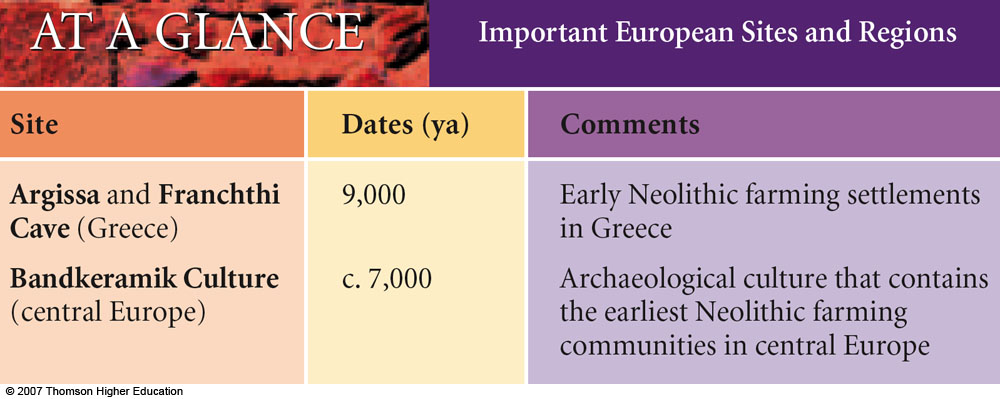 AT A GLANCE
Important European Sites and Regions
Site
Dates (ya)
Comments
Argissa and Franchthi
Cave (Greece)
9,000
Early Neolithic farming settlements
in Greece
Bandkeramik Culture
(central Europe)
c. 7,000
Archaeological culture that contains
the earliest Neolithic farming
communities in central Europe
© 2007 Thomson Higher Education